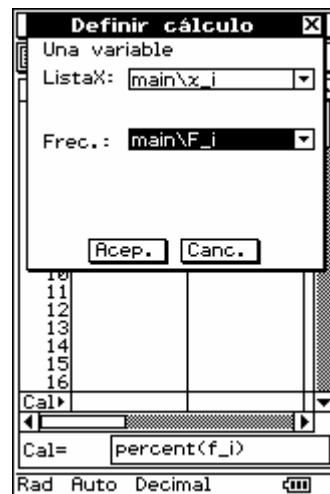 Definir cálculo
Una variable
ListaX: main\x_i
Frec.: main\F_i
Acep. Canc.
10
11
12
13
14
15
16
Cal
Cal= percent(f_i)
Rad Auto Decimal